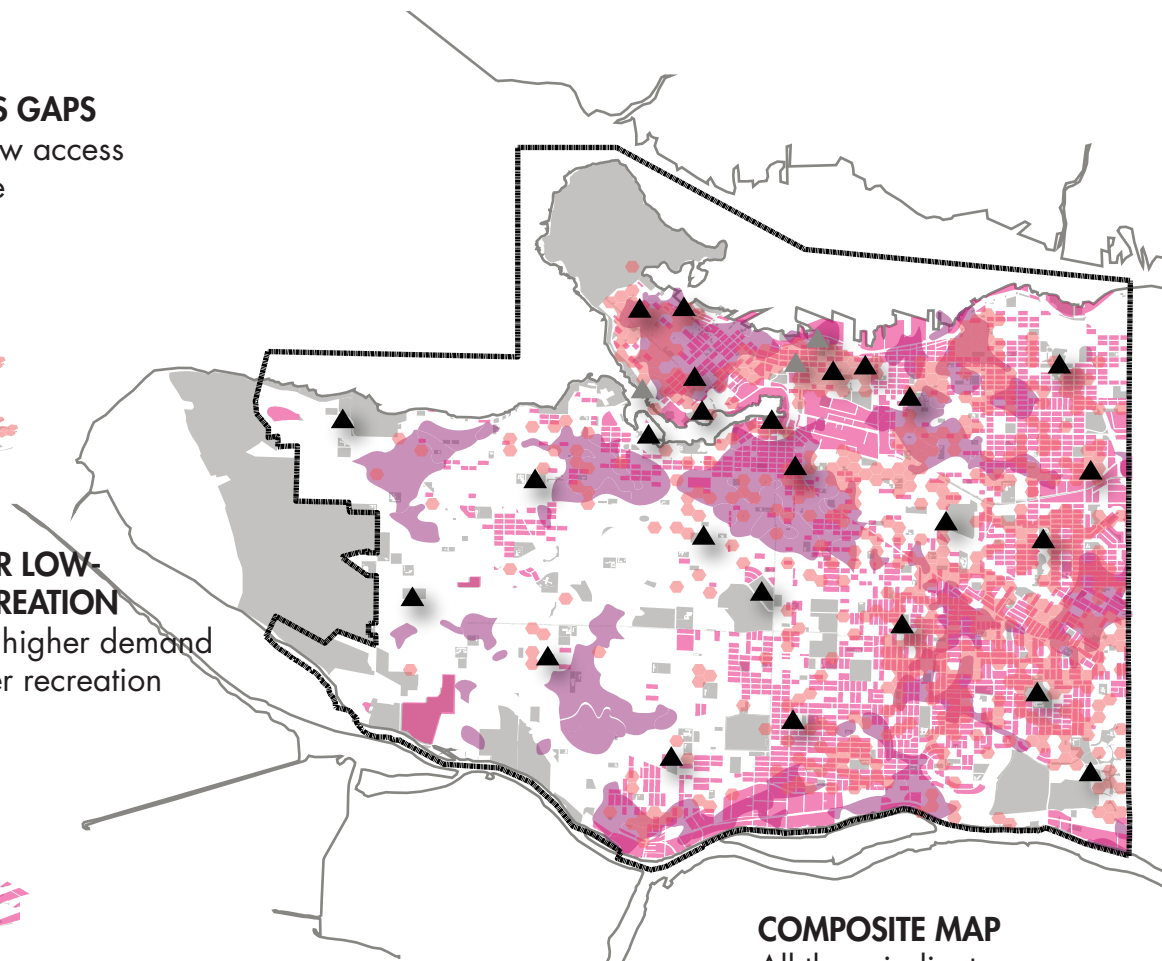 GAPS
access
R LOW-
REATION
higher demand
er recreation
COMPOSITE MAP